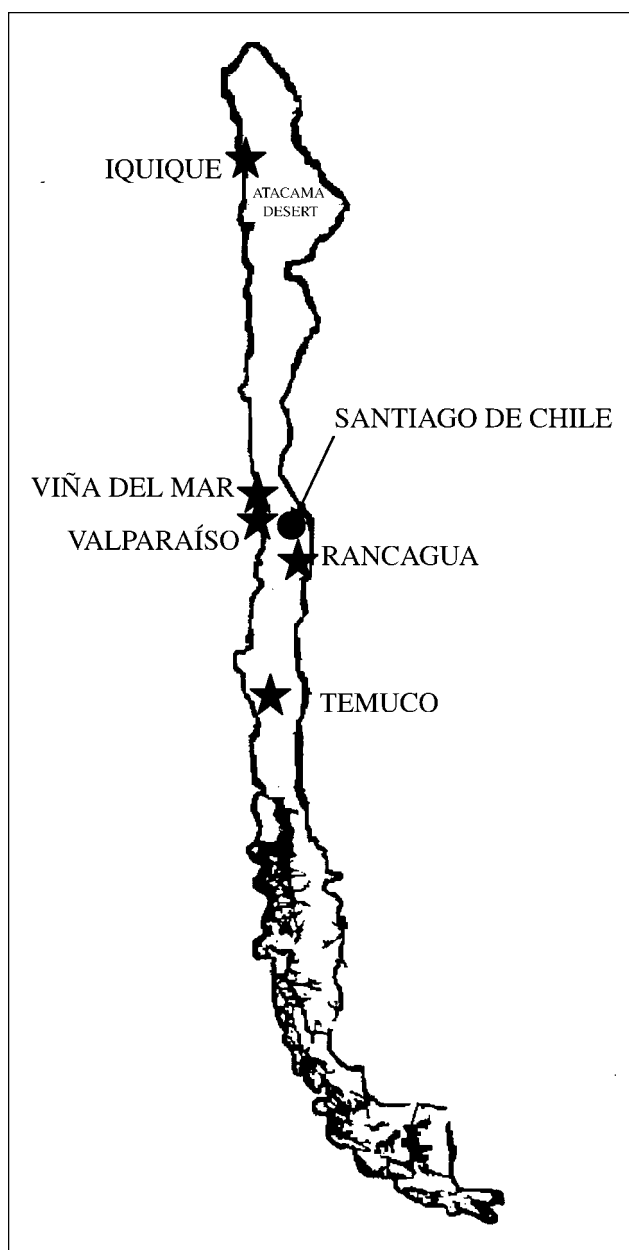 IQUIQUE
ATACAMA
DESERT
SANTIAGO DE CHILE
VIÑA DEL MAR
VALPARAÍSO
RANCAGUA
TEMUCO